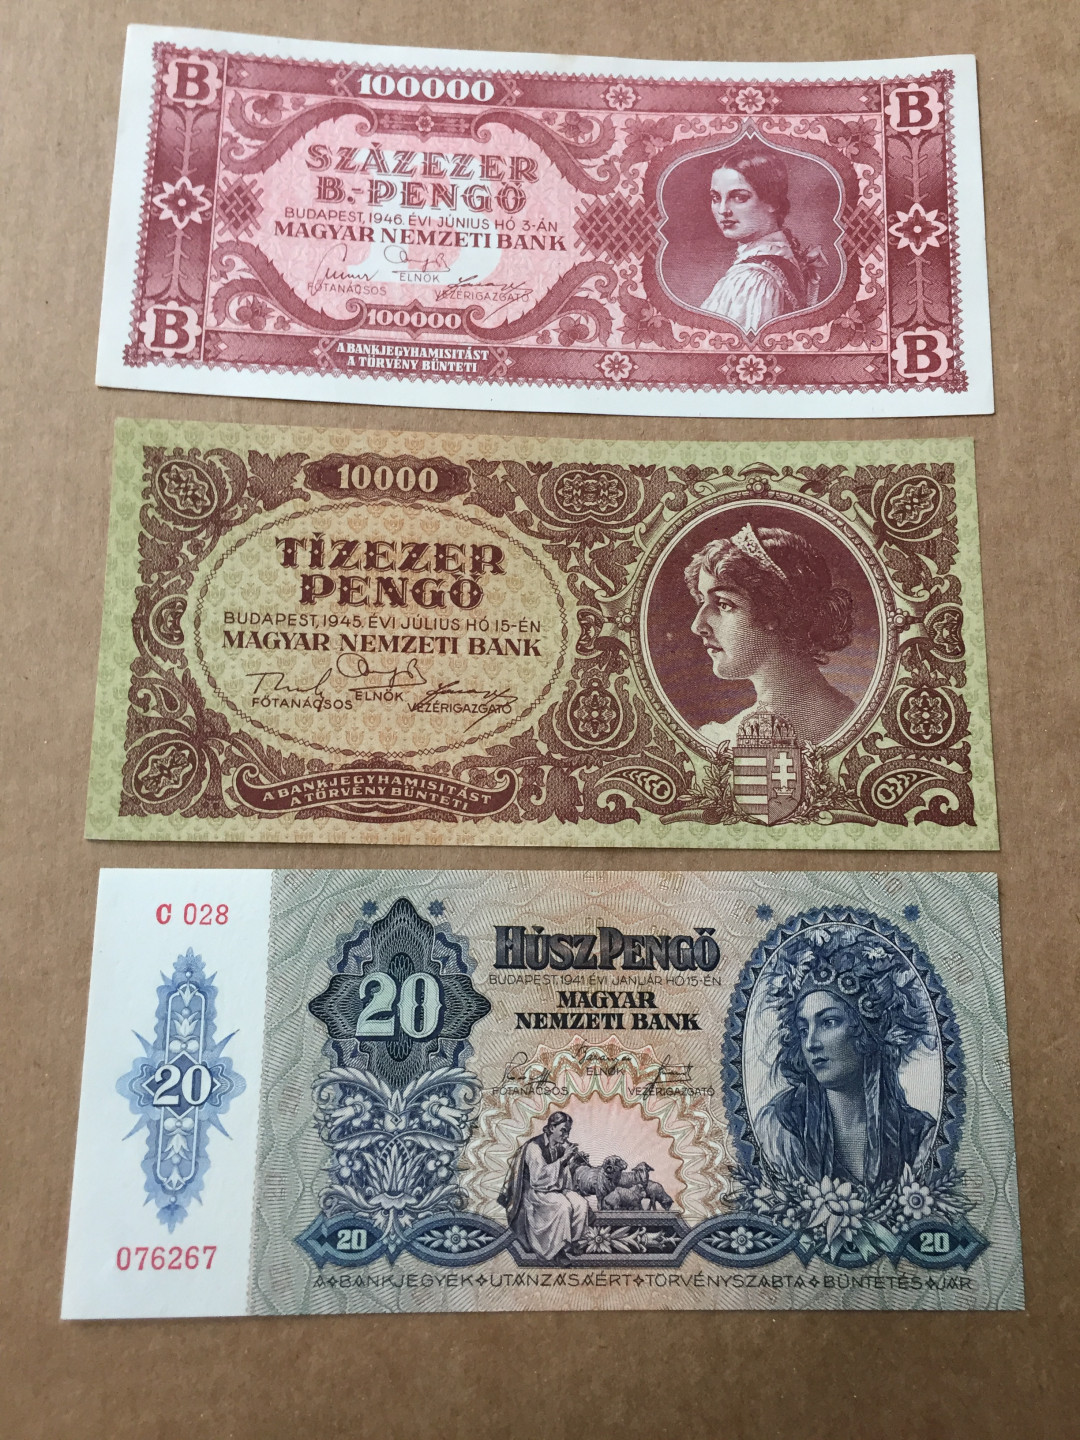 B
100000
B
SZÁZEZER
B.-PENGŐ
BUDAPEST, 1946. ÉVI JÚNIUS HÓ 3-ÁN
MAGYAR NEMZETI BANK
FŐTANÁCSOS ELNÖK VEZÉRIGAZGATÓ
100000
B
A BANKJEGYHAMISITÁST
A TÖRVÉNY BÜNTETI
B
10000
TÍZEZER
PENGŐ
BUDAPEST, 1945. ÉVI JÚLIUS HÓ 15-ÉN
MAGYAR NEMZETI BANK
FŐTANÁCSOS ELNÖK VEZÉRIGAZGATÓ
A BANKJEGYHAMISÍTÁST
A TÖRVÉNY BÜNTETI
C 028
20
HÚSZ PENGŐ
BUDAPEST, 1941 ÉVI JANUÁR HÓ 15-ÉN
MAGYAR
NEMZETI BANK
20
FŐTANÁCSOS ELNÖK VEZÉRIGAZGATÓ
20
20
076267
A BANKJEGYEK UTÁNZÁSÁÉRT TÖRVÉNYSZABTA BÜNTETÉS JÁR